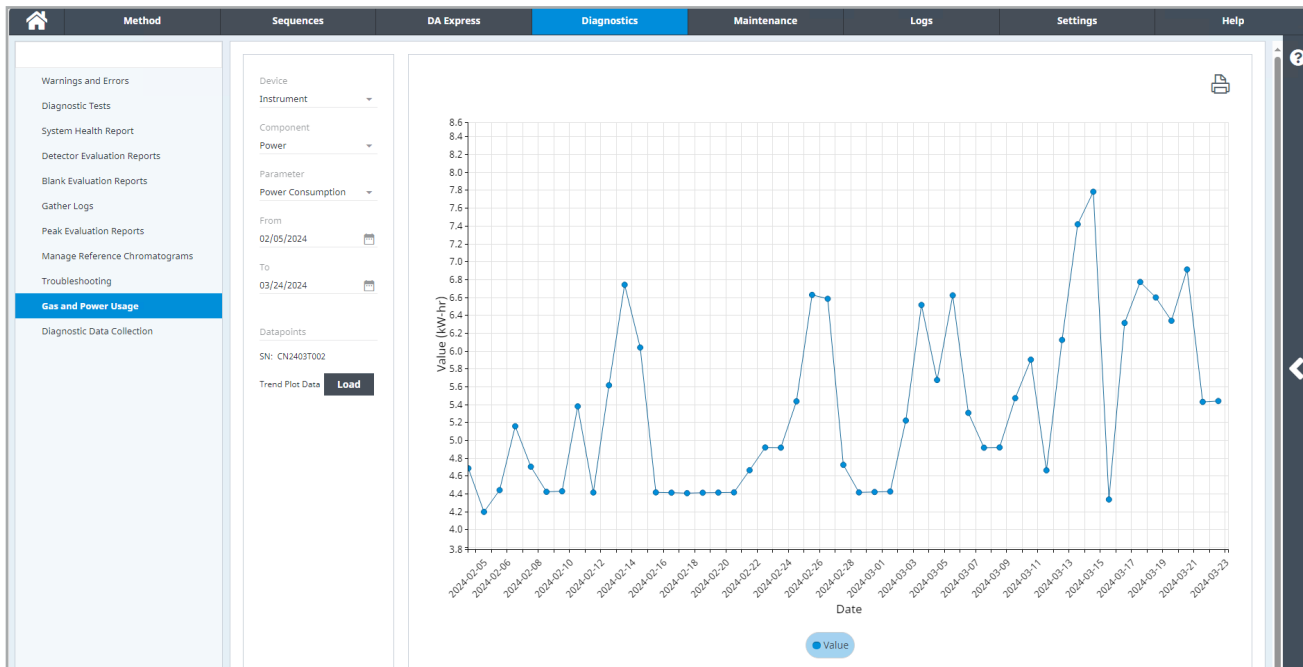 Method Sequences DA Express Diagnostics Maintenance Logs Settings Help
Warnings and Errors
Diagnostic Tests
System Health Report
Detector Evaluation Reports
Blank Evaluation Reports
Gather Logs
Peak Evaluation Reports
Manage Reference Chromatograms
Troubleshooting
Gas and Power Usage
Diagnostic Data Collection
Device
Instrument
Component
Power
Parameter
Power Consumption
From
02/05/2024
To
03/24/2024
Datapoints
SN: CN2403T002
Trend Plot Data Load
?
Value (kW-hr)
8.6
8.4
8.2
8.0
7.8
7.6
7.4
7.2
7.0
6.8
6.6
6.4
6.2
6.0
5.8
5.6
5.4
5.2
5.0
4.8
4.6
4.4
4.2
4.0
3.8
2024-02-05 2024-02-06 2024-02-08 2024-02-10 2024-02-12 2024-02-14 2024-02-16 2024-02-18 2024-02-20 2024-02-22 2024-02-24 2024-02-26 2024-02-28 2024-03-01 2024-03-03 2024-03-05 2024-03-07 2024-03-09 2024-03-11 2024-03-13 2024-03-15 2024-03-17 2024-03-19 2024-03-21 2024-03-23
Date
Value